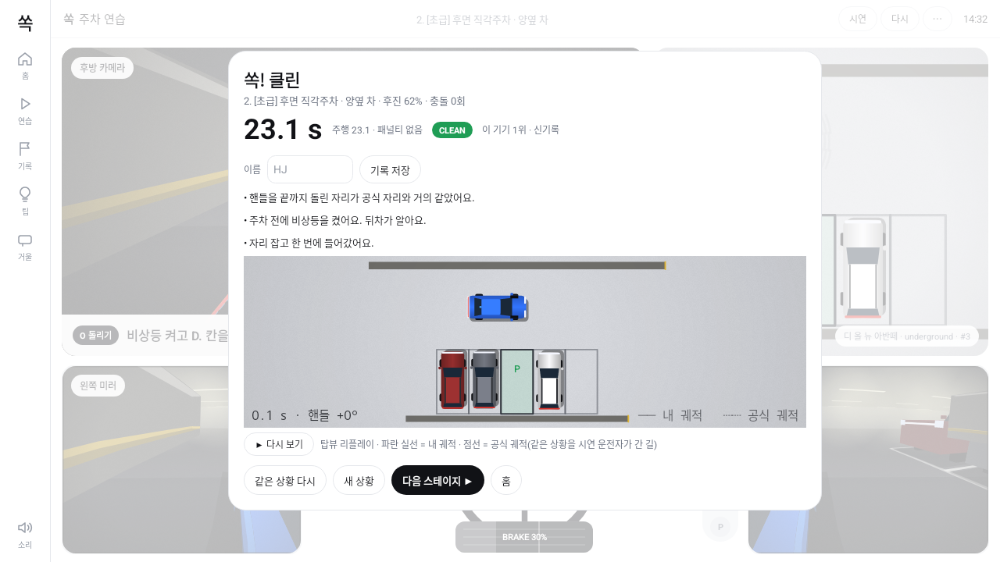 쏙
쏙 주차 연습
2. [초급] 후면 직각주차 · 양옆 차
시연
다시
···
14:32
홈
연습
기록
팁
거울
소리
후방 카메라
쏙! 클린
2. [초급] 후면 직각주차 · 양옆 차 · 후진 62% · 충돌 0회
23.1 s 주행 23.1 · 패널티 없음 CLEAN 이 기기 1위 · 신기록
이름 HJ 기록 저장
• 핸들을 끝까지 돌린 자리가 공식 자리와 거의 같았어요.
• 주차 전에 비상등을 켰어요. 뒤차가 알아요.
• 자리 잡고 한 번에 들어갔어요.
P
0.1 s · 핸들 +0°
내 궤적 공식 궤적
► 다시 보기 탑뷰 리플레이 · 파란 실선 = 내 궤적 · 점선 = 공식 궤적(같은 상황을 시연 운전자가 간 길)
같은 상황 다시 새 상황 다음 스테이지 ► 홈
0 돌리기 비상등 켜고 D. 칸을
underground · #3
왼쪽 미러
BRAKE 30%
P